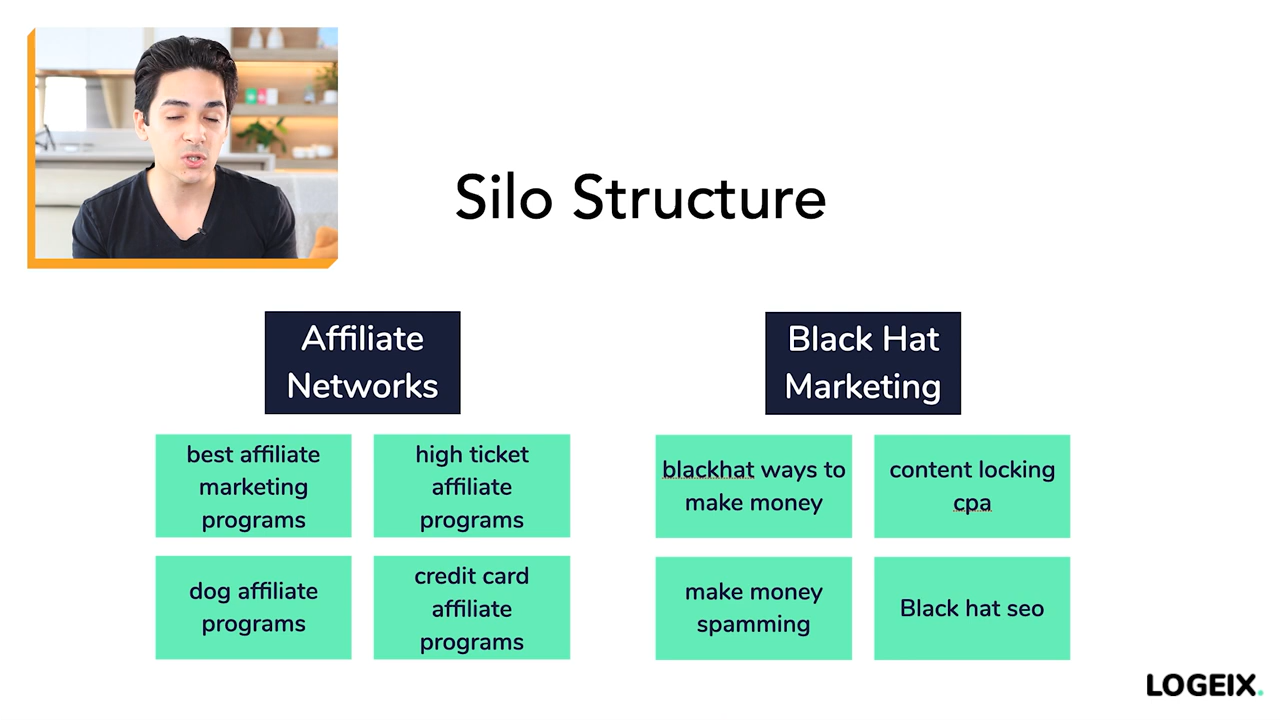 Silo Structure
Affiliate
Networks
best affiliate
marketing
programs
high ticket
affiliate
programs
dog affiliate
programs
credit card
affiliate
programs
Black Hat
Marketing
blackhat ways to
make money
content locking
cpa
make money
spamming
Black hat seo
LOGEIX.